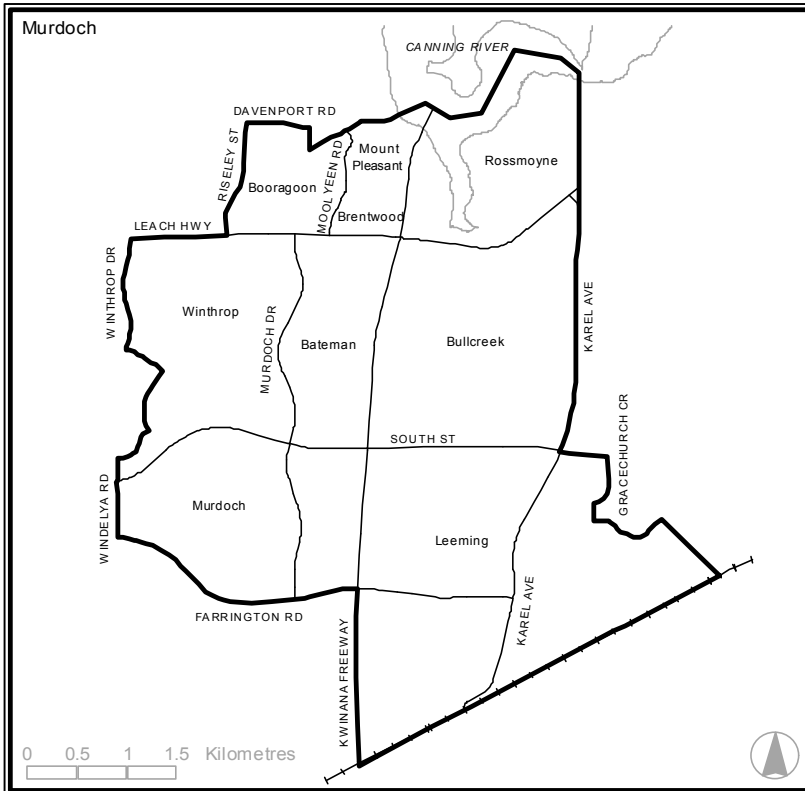 Murdoch
CANNING RIVER
DAVENPORT RD
RISELEY ST
MOOLYEEN RD
Mount
Pleasant
Rossmoyne
Booragoon
Brentwood
LEACH HWY
WINTHROP DR
Winthrop
MURDOCH DR
Bateman
Bullcreek
KAREL AVE
SOUTH ST
GRACECHURCH CR
WINDELYA RD
Murdoch
Leeming
FARRINGTON RD
KAREL AVE
KWINANA FREEWAY
0 0.5 1 1.5 Kilometres